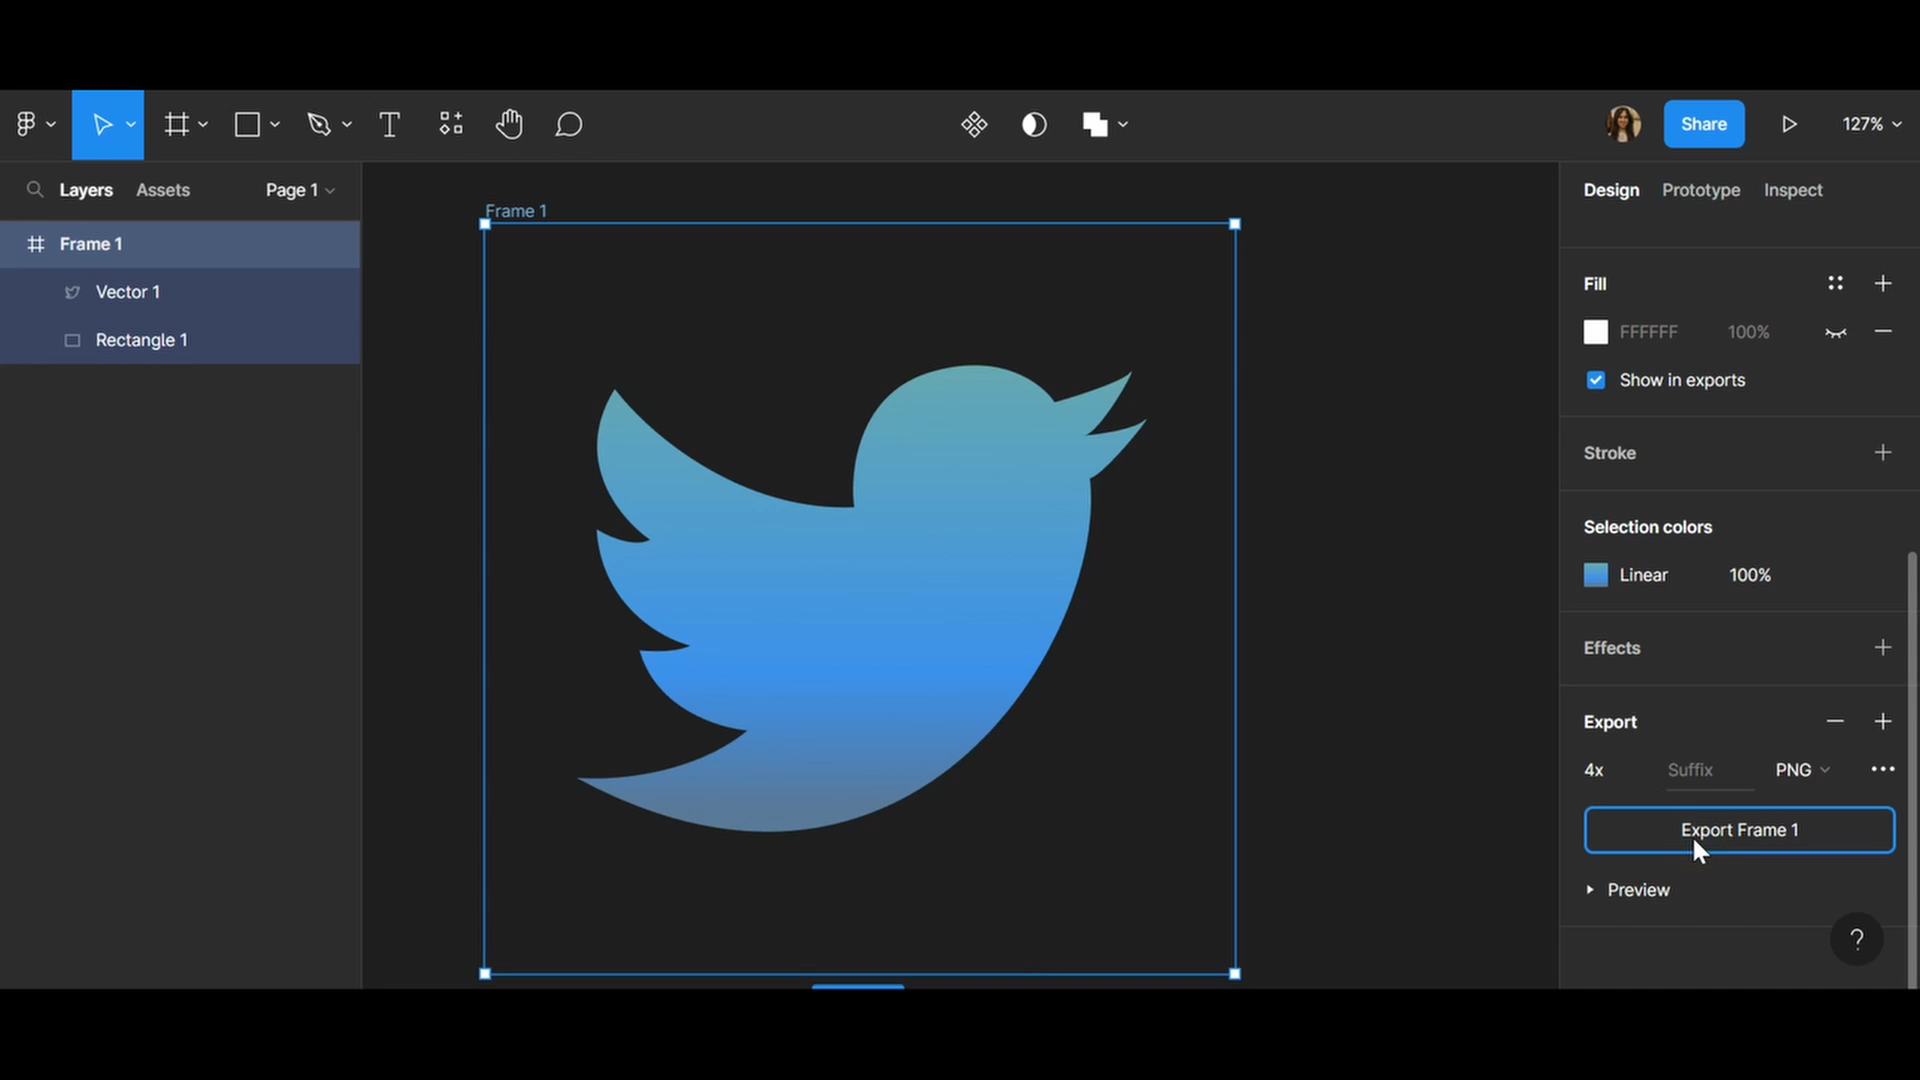 Share
127%
Layers
Assets
Page 1
Frame 1
Vector 1
Rectangle 1
Frame 1
Design
Prototype
Inspect
Fill
FFFFFF
100%
Show in exports
Stroke
Selection colors
Linear
100%
Effects
Export
4x
Suffix
PNG
Export Frame 1
Preview
?